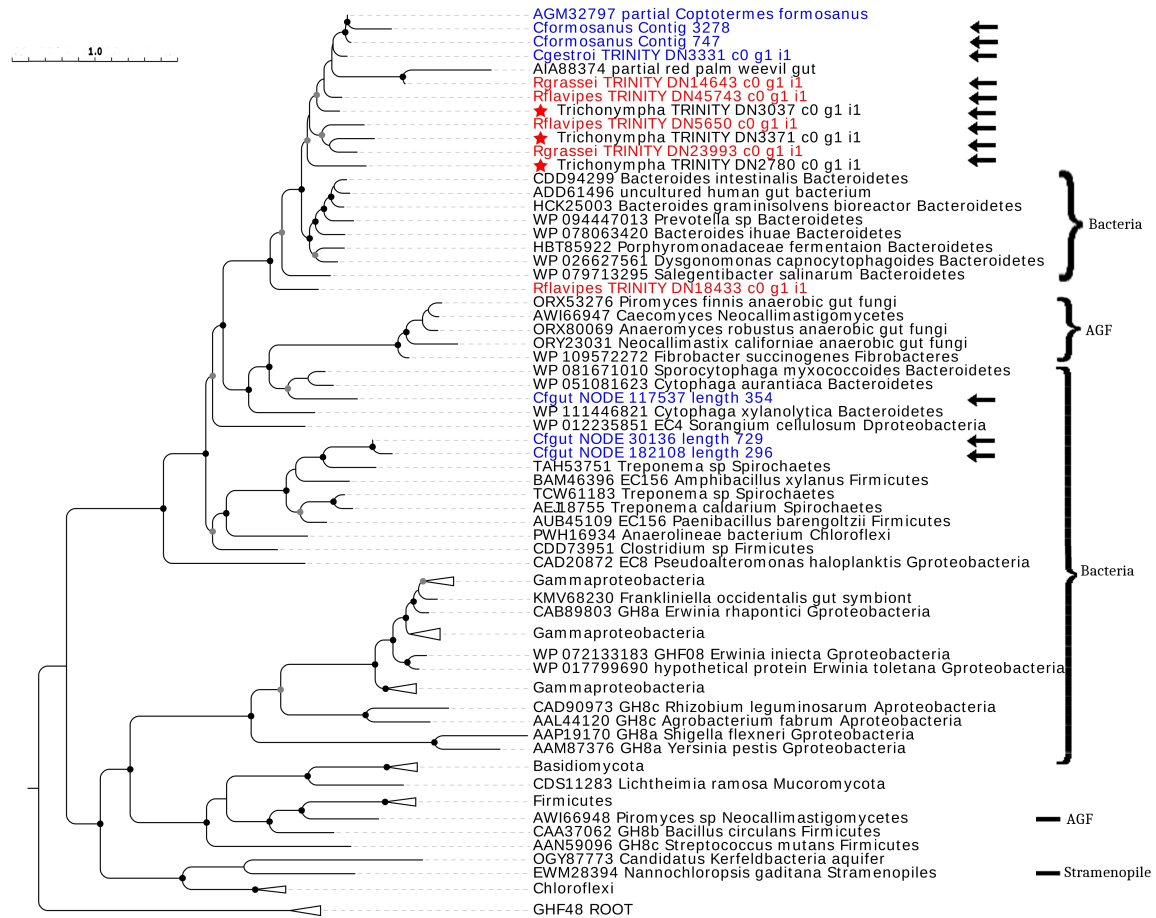 1.0
AGM32797 partial Coptotermes formosanus
Cformosanus Contig 3278
Cformosanus Contig 747
Cgestroi TRINITY DN3331 c0 g1 i1
AIA88374 partial red palm weevil gut
Rgrassei TRINITY DN14643 c0 g1 i1
Rflavipes TRINITY DN45743 c0 g1 i1
Trichonympha TRINITY DN3037 c0 g1 i1
Rflavipes TRINITY DN5650 c0 g1 i1
Trichonympha TRINITY DN3371 c0 g1 i1
Rgrassei TRINITY DN23993 c0 g1 i1
Trichonympha TRINITY DN2780 c0 g1 i1
CDD94299 Bacteroides intestinalis Bacteroidetes
ADD61496 uncultured human gut bacterium
HCK25003 Bacteroides graminisolvens bioreactor Bacteroidetes
WP 094447013 Prevotella sp Bacteroidetes
Bacteria
WP 078063420 Bacteroides ihuae Bacteroidetes
HBT85922 Porphyromonadaceae fermentaion Bacteroidetes
WP 026627561 Dysgonomonas capnocytophagoides Bacteroidetes
WP 079713295 Salegentibacter salinarum Bacteroidetes
Rflavipes TRINITY DN18433 c0 g1 i1
ORX53276 Piromyces finnis anaerobic gut fungi
AWI66947 Caecomyces Neocallimastigomycetes
ORX80069 Anaeromyces robustus anaerobic gut fungi
AGF
ORY23031 Neocallimastix californiae anaerobic gut fungi
WP 109572272 Fibrobacter succinogenes Fibrobacteres
WP 081671010 Sporocytophaga myxococcoides Bacteroidetes
WP 051081623 Cytophaga aurantiaca Bacteroidetes
Cfgut NODE 117537 length 354
WP 111446821 Cytophaga xylanolytica Bacteroidetes
WP 012235851 EC4 Sorangium cellulosum Dproteobacteria
Cfgut NODE 30136 length 729
Cfgut NODE 182108 length 296
TAH53751 Treponema sp Spirochaetes
BAM46396 EC156 Amphibacillus xylanus Firmicutes
TCW61183 Treponema sp Spirochaetes
AEJ18755 Treponema caldarium Spirochaetes
AUB45109 EC156 Paenibacillus barengoltzii Firmicutes
PWH16934 Anaerolineae bacterium Chloroflexi
CDD73951 Clostridium sp Firmicutes
CAD20872 EC8 Pseudoalteromonas haloplanktis Gproteobacteria
Bacteria
Gammaproteobacteria
KMV68230 Frankliniella occidentalis gut symbiont
CAB89803 GH8a Erwinia rhapontici Gproteobacteria
Gammaproteobacteria
WP 072133183 GHF08 Erwinia iniecta Gproteobacteria
WP 017799690 hypothetical protein Erwinia toletana Gproteobacteria
Gammaproteobacteria
CAD90973 GH8c Rhizobium leguminosarum Aproteobacteria
AAL44120 GH8c Agrobacterium fabrum Aproteobacteria
AAP19170 GH8a Shigella flexneri Gproteobacteria
AAM87376 GH8a Yersinia pestis Gproteobacteria
Basidiomycota
CDS11283 Lichtheimia ramosa Mucoromycota
Firmicutes
AWI66948 Piromyces sp Neocallimastigomycetes
AGF
CAA37062 GH8b Bacillus circulans Firmicutes
AAN59096 GH8c Streptococcus mutans Firmicutes
OGY87773 Candidatus Kerfeldbacteria aquifer
EWM28394 Nannochloropsis gaditana Stramenopiles
Stramenopile
Chloroflexi
GHF48 ROOT